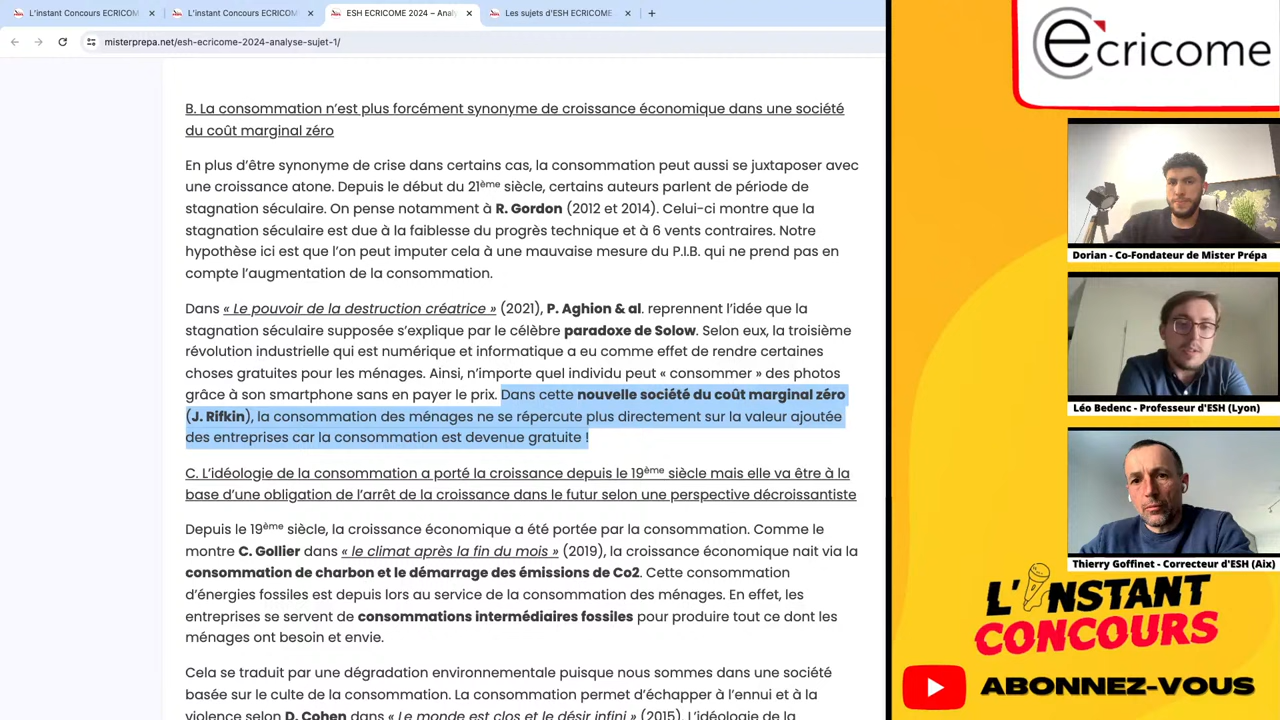 L'instant Concours ECRICOME
L'instant Concours ECRICOME
ESH ECRICOME 2024 – Analy
Les sujets d'ESH ECRICOME
misterprepa.net/esh-ecricome-2024-analyse-sujet-1/
B. La consommation n'est plus forcément synonyme de croissance économique dans une société
du coût marginal zéro
En plus d'être synonyme de crise dans certains cas, la consommation peut aussi se juxtaposer avec
une croissance atone. Depuis le début du 21ème siècle, certains auteurs parlent de période de
stagnation séculaire. On pense notamment à R. Gordon (2012 et 2014). Celui-ci montre que la
stagnation séculaire est due à la faiblesse du progrès technique et à 6 vents contraires. Notre
hypothèse ici est que l'on peut imputer cela à une mauvaise mesure du P.I.B. qui ne prend pas en
compte l'augmentation de la consommation.
Dans « Le pouvoir de la destruction créatrice » (2021), P. Aghion & al. reprennent l'idée que la
stagnation séculaire supposée s'explique par le célèbre paradoxe de Solow. Selon eux, la troisième
révolution industrielle qui est numérique et informatique a eu comme effet de rendre certaines
choses gratuites pour les ménages. Ainsi, n'importe quel individu peut « consommer » des photos
grâce à son smartphone sans en payer le prix. Dans cette nouvelle société du coût marginal zéro
(J. Rifkin), la consommation des ménages ne se répercute plus directement sur la valeur ajoutée
des entreprises car la consommation est devenue gratuite !
C. L'idéologie de la consommation a porté la croissance depuis le 19ème siècle mais elle va être à la
base d'une obligation de l'arrêt de la croissance dans le futur selon une perspective décroissantiste
Depuis le 19ème siècle, la croissance économique a été portée par la consommation. Comme le
montre C. Gollier dans « le climat après la fin du mois » (2019), la croissance économique nait via la
consommation de charbon et le démarrage des émissions de Co2. Cette consommation
d'énergies fossiles est depuis lors au service de la consommation des ménages. En effet, les
entreprises se servent de consommations intermédiaires fossiles pour produire tout ce dont les
ménages ont besoin et envie.
Cela se traduit par une dégradation environnementale puisque nous sommes dans une société
basée sur le culte de la consommation. La consommation permet d'échapper à l'ennui et à la
violence selon D. Cohen dans « Le monde est clos et le désir infini » (2015). L'idéologie de la
ecricome
Dorian - Co-Fondateur de Mister Prépa
Léo Bedenc - Professeur d'ESH (Lyon)
Thierry Goffinet - Correcteur d'ESH (Aix)
L'INSTANT
CONCOURS
ABONNEZ-VOUS